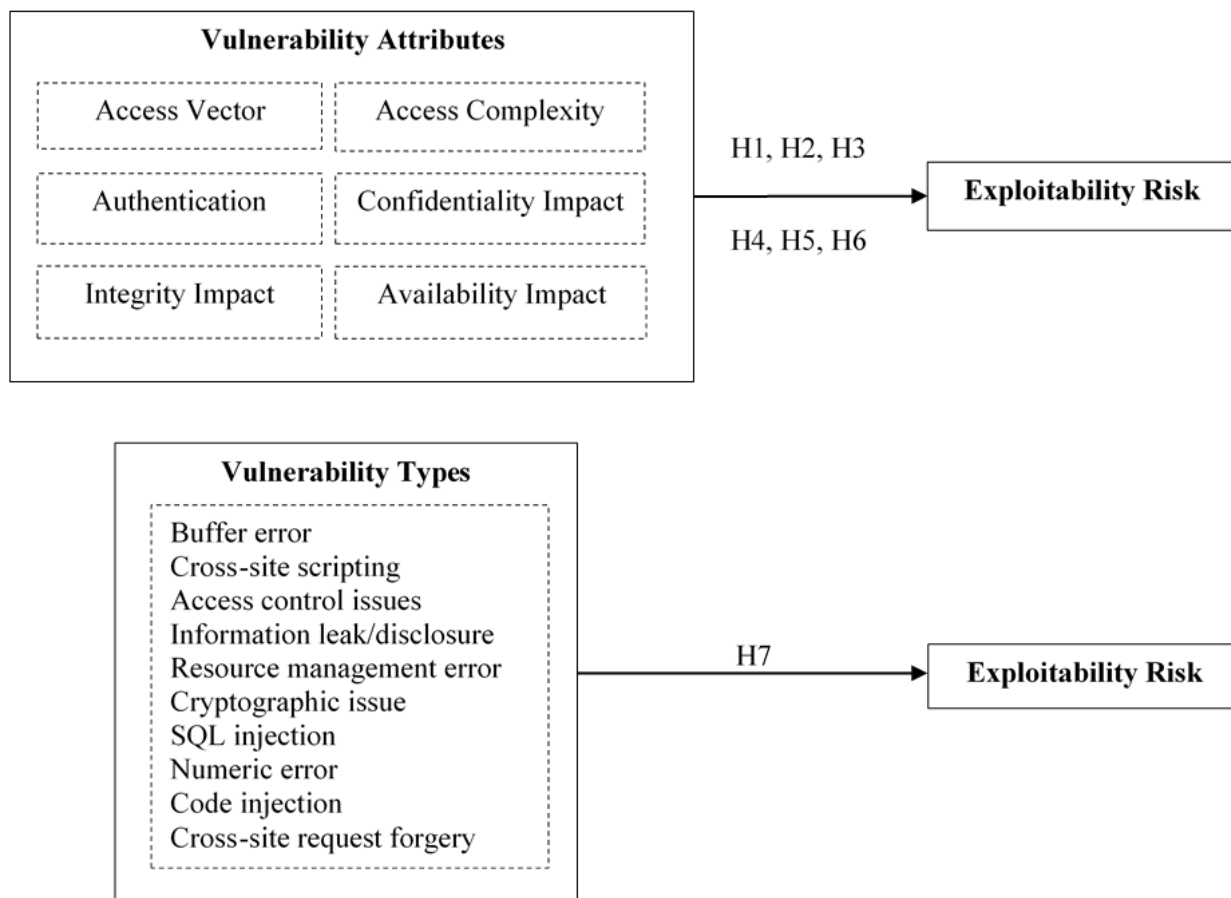 Vulnerability Attributes
Access Vector
Access Complexity
Authentication
Confidentiality Impact
Integrity Impact
Availability Impact
H1, H2, H3
H4, H5, H6
Exploitability Risk
Vulnerability Types
Buffer error
Cross-site scripting
Access control issues
Information leak/disclosure
Resource management error
Cryptographic issue
SQL injection
Numeric error
Code injection
Cross-site request forgery
H7
Exploitability Risk